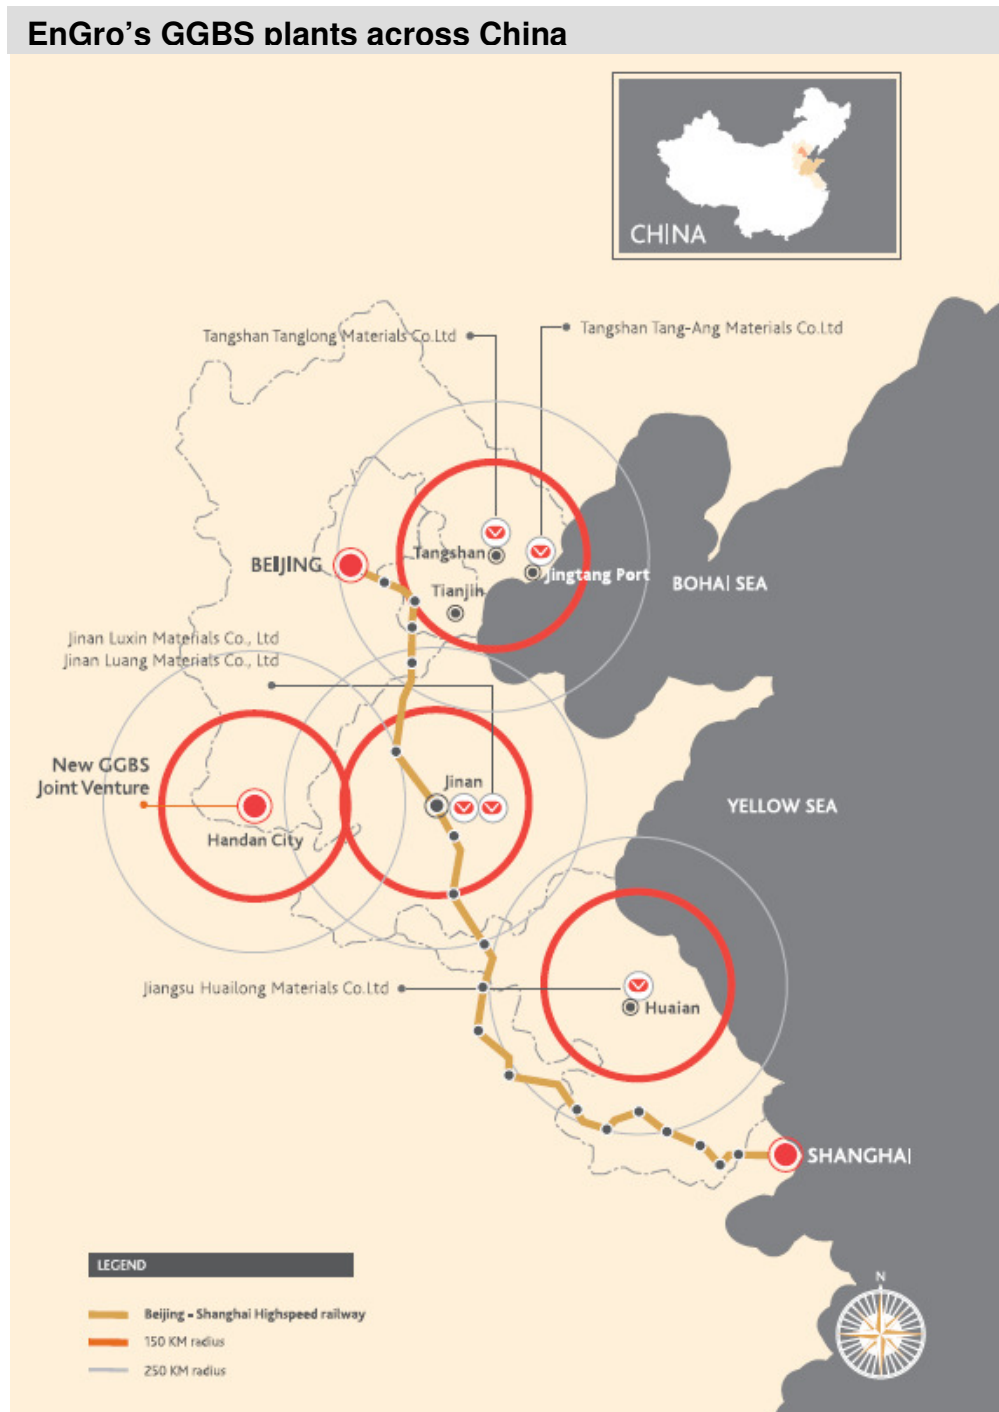 EnGro's GGBS plants across China
CHINA
Tangshan Tanglong Materials Co.Ltd
Tangshan Tang-Ang Materials Co.Ltd
BEIJING
Tangshan
Jingtang Port
Tianjin
BOHAI SEA
Jinan Luxin Materials Co., Ltd
Jinan Luang Materials Co., Ltd
New GGBS
Joint Venture
Jinan
YELLOW SEA
Handan City
Jiangsu Huailong Materials Co.Ltd
Huaian
SHANGHAI
LEGEND
Beijing - Shanghai Highspeed railway
150 KM radius
250 KM radius
N